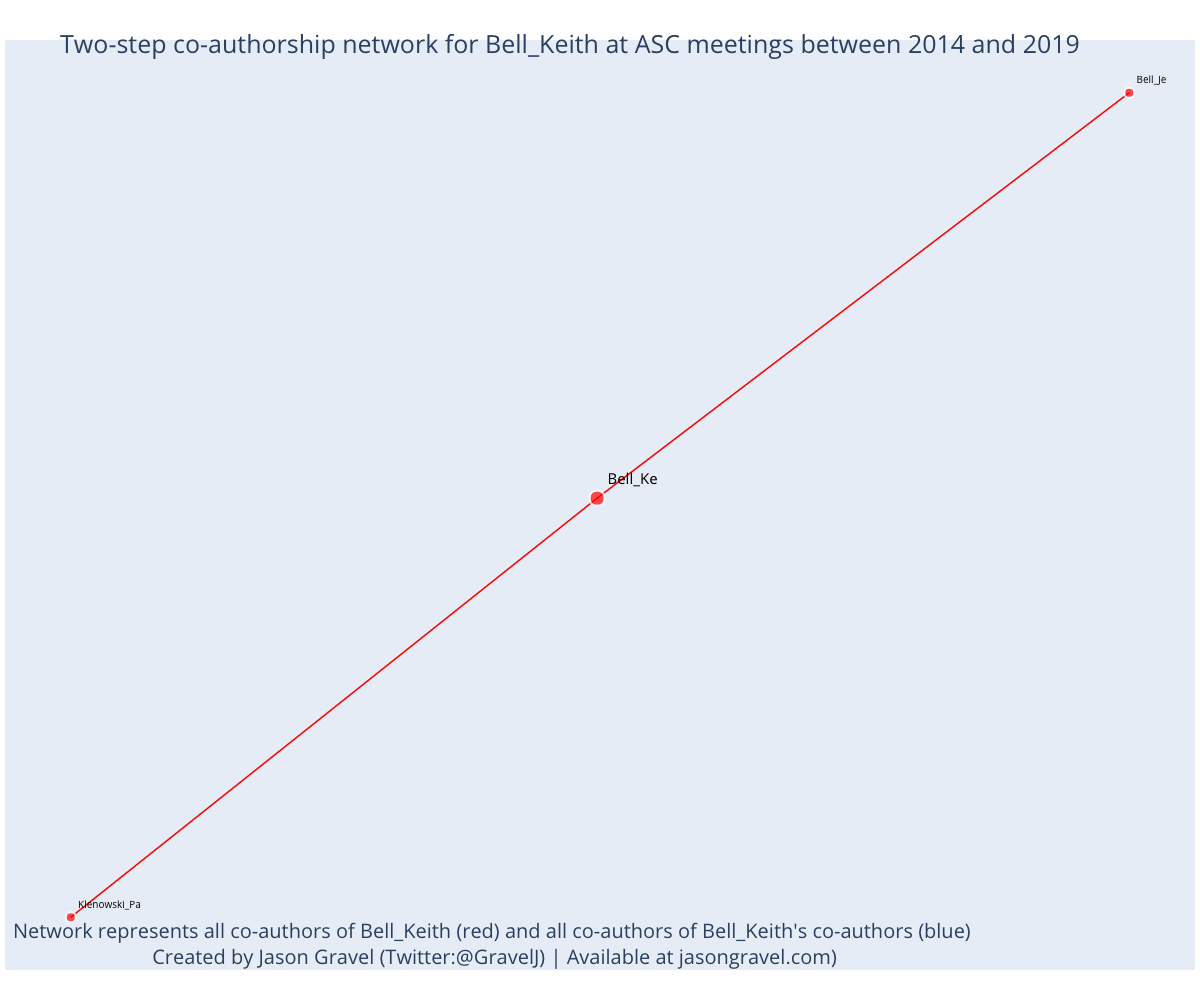 Two-step co-authorship network for Bell_Keith at ASC meetings between 2014 and 2019
Bell_Je
Bell_Ke
Klenowski_Pa
Network represents all co-authors of Bell_Keith (red) and all co-authors of Bell_Keith's co-authors (blue)
Created by Jason Gravel (Twitter:@GravelJ) | Available at jasongravel.com)